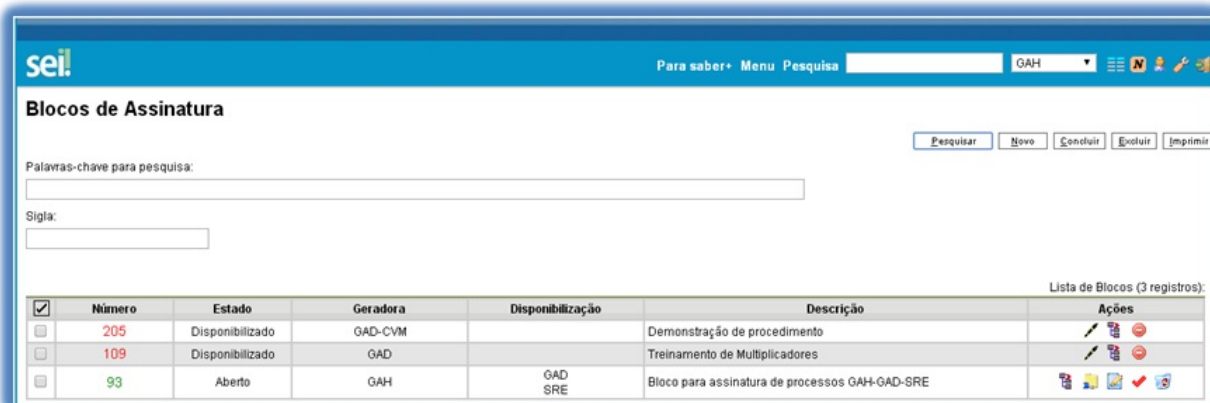 sei!
Para saber+ Menu Pesquisa GAH
Blocos de Assinatura
Pesquisar Novo Concluir Excluir Imprimir
Palavras-chave para pesquisa:
Sigla:
Lista de Blocos (3 registros):
Número Estado Geradora Disponibilização Descrição Ações
205 Disponibilizado GAD-CVM Demonstração de procedimento
109 Disponibilizado GAD Treinamento de Multiplicadores
93 Aberto GAH GAD SRE Bloco para assinatura de processos GAH-GAD-SRE